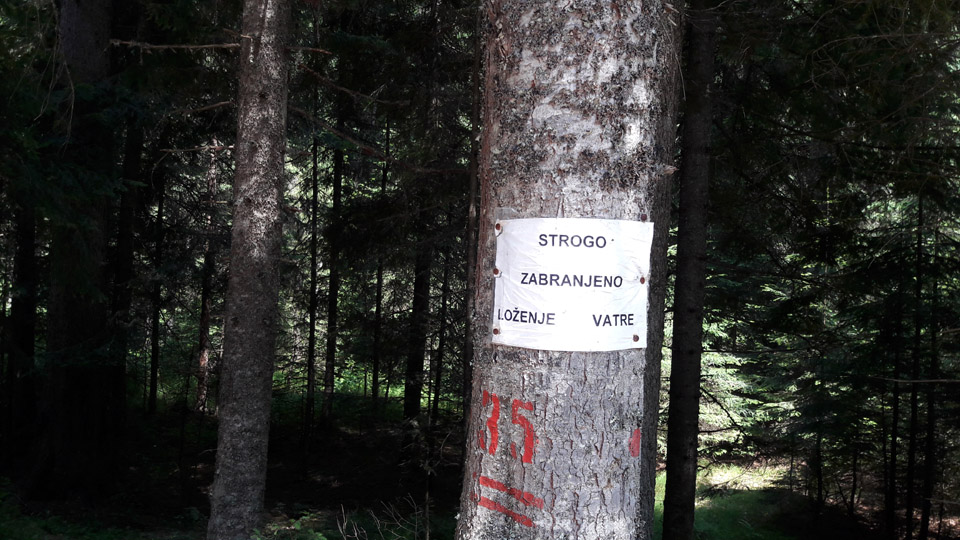 STROGO
ZABRANJENO
LOŽENJE VATRE
35